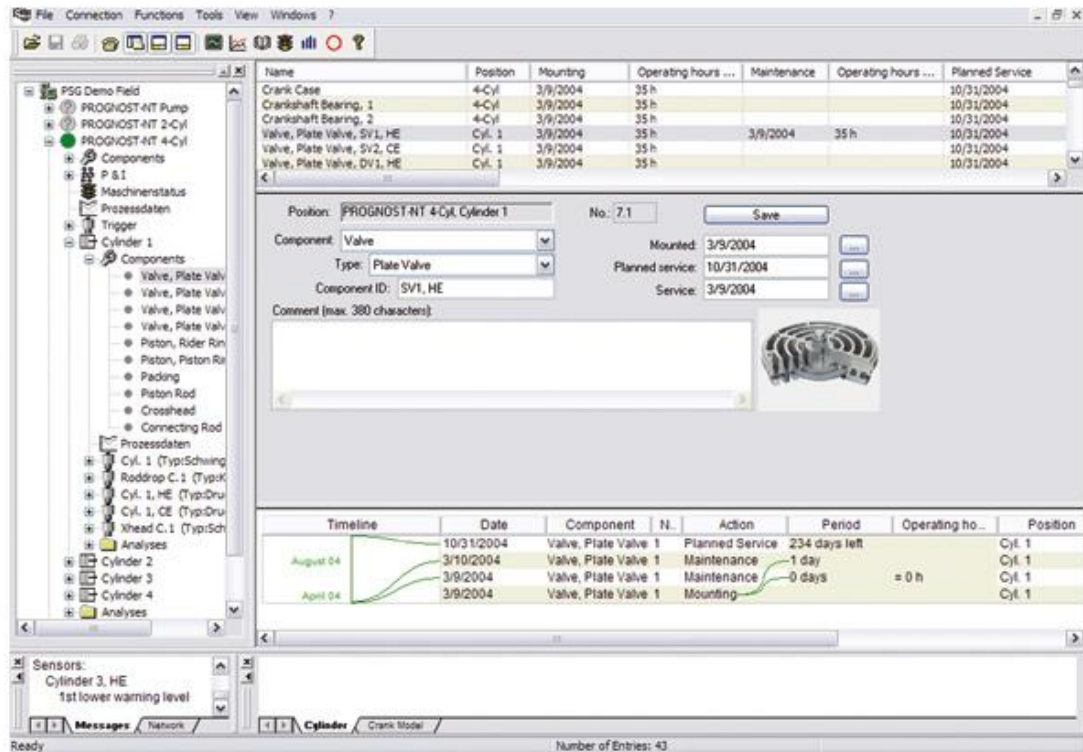 File Connection Functions Tools View Windows ?
PSG Demo Field
PROGNOST-NT Pump
PROGNOST-NT 2-Cyl
PROGNOST-NT 4-Cyl
Components
P & I
Maschinenstatus
Prozessdaten
Trigger
Cylinder 1
Components
Valve, Plate Valv
Valve, Plate Valv
Valve, Plate Valv
Valve, Plate Valv
Piston, Rider Rin
Piston, Piston Ri
Packing
Piston Rod
Crosshead
Connecting Rod
Prozessdaten
Cyl. 1 (Typ:Schwing
Roddrop C.1 (Typ:K
Cyl. 1, HE (Typ:Dru
Cyl. 1, CE (Typ:Dru
Xhead C.1 (Typ:Sch
Analyses
Cylinder 2
Cylinder 3
Cylinder 4
Analyses
Name Position Mounting Operating hours ... Maintenance Operating hours ... Planned Service
Crank Case 4-Cyl 3/9/2004 35 h 10/31/2004
Crankshaft Bearing, 1 4-Cyl 3/9/2004 35 h 10/31/2004
Crankshaft Bearing, 2 4-Cyl 3/9/2004 35 h 10/31/2004
Valve, Plate Valve, SV1, HE Cyl. 1 3/9/2004 35 h 3/9/2004 35 h 10/31/2004
Valve, Plate Valve, SV2, CE Cyl. 1 3/9/2004 35 h 10/31/2004
Valve, Plate Valve, DV1, HE Cyl. 1 3/9/2004 35 h 10/31/2004
Position: PROGNOST-NT 4-Cyl, Cylinder 1 No.: 7.1 Save
Component: Valve Mounted: 3/9/2004 ...
Type: Plate Valve Planned service: 10/31/2004 ...
Component ID: SV1, HE Service: 3/9/2004 ...
Comment (max. 380 characters):
Timeline Date Component N.. Action Period Operating ho... Position
10/31/2004 Valve, Plate Valve 1 Planned Service 234 days left Cyl. 1
August 04 3/10/2004 Valve, Plate Valve 1 Maintenance 1 day Cyl. 1
3/9/2004 Valve, Plate Valve 1 Maintenance 0 days = 0 h Cyl. 1
April 04 3/9/2004 Valve, Plate Valve 1 Mounting Cyl. 1
Sensors:
Cylinder 3, HE
1st lower warning level
Messages Network
Cylinder Crank Model
Ready Number of Entries: 43